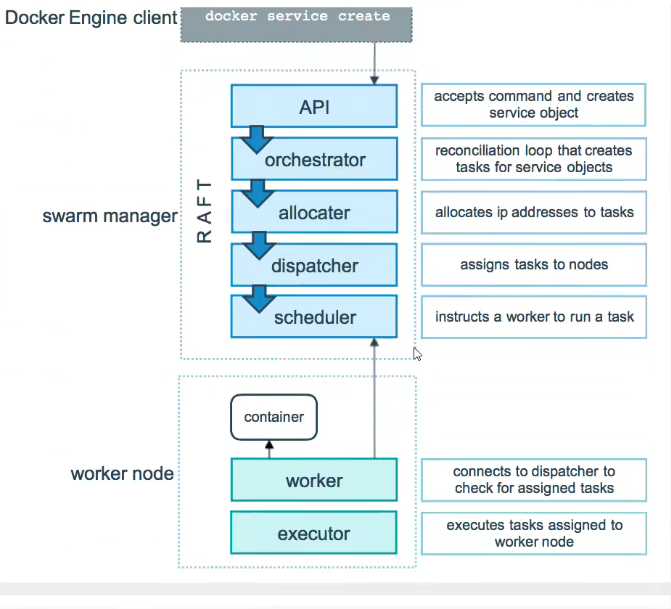 Docker Engine client
docker service create
API
accepts command and creates
service object
orchestrator
reconciliation loop that creates
tasks for service objects
swarm manager
RAFT
allocater
allocates ip addresses to tasks
dispatcher
assigns tasks to nodes
scheduler
instructs a worker to run a task
container
worker node
worker
connects to dispatcher to
check for assigned tasks
executor
executes tasks assigned to
worker node